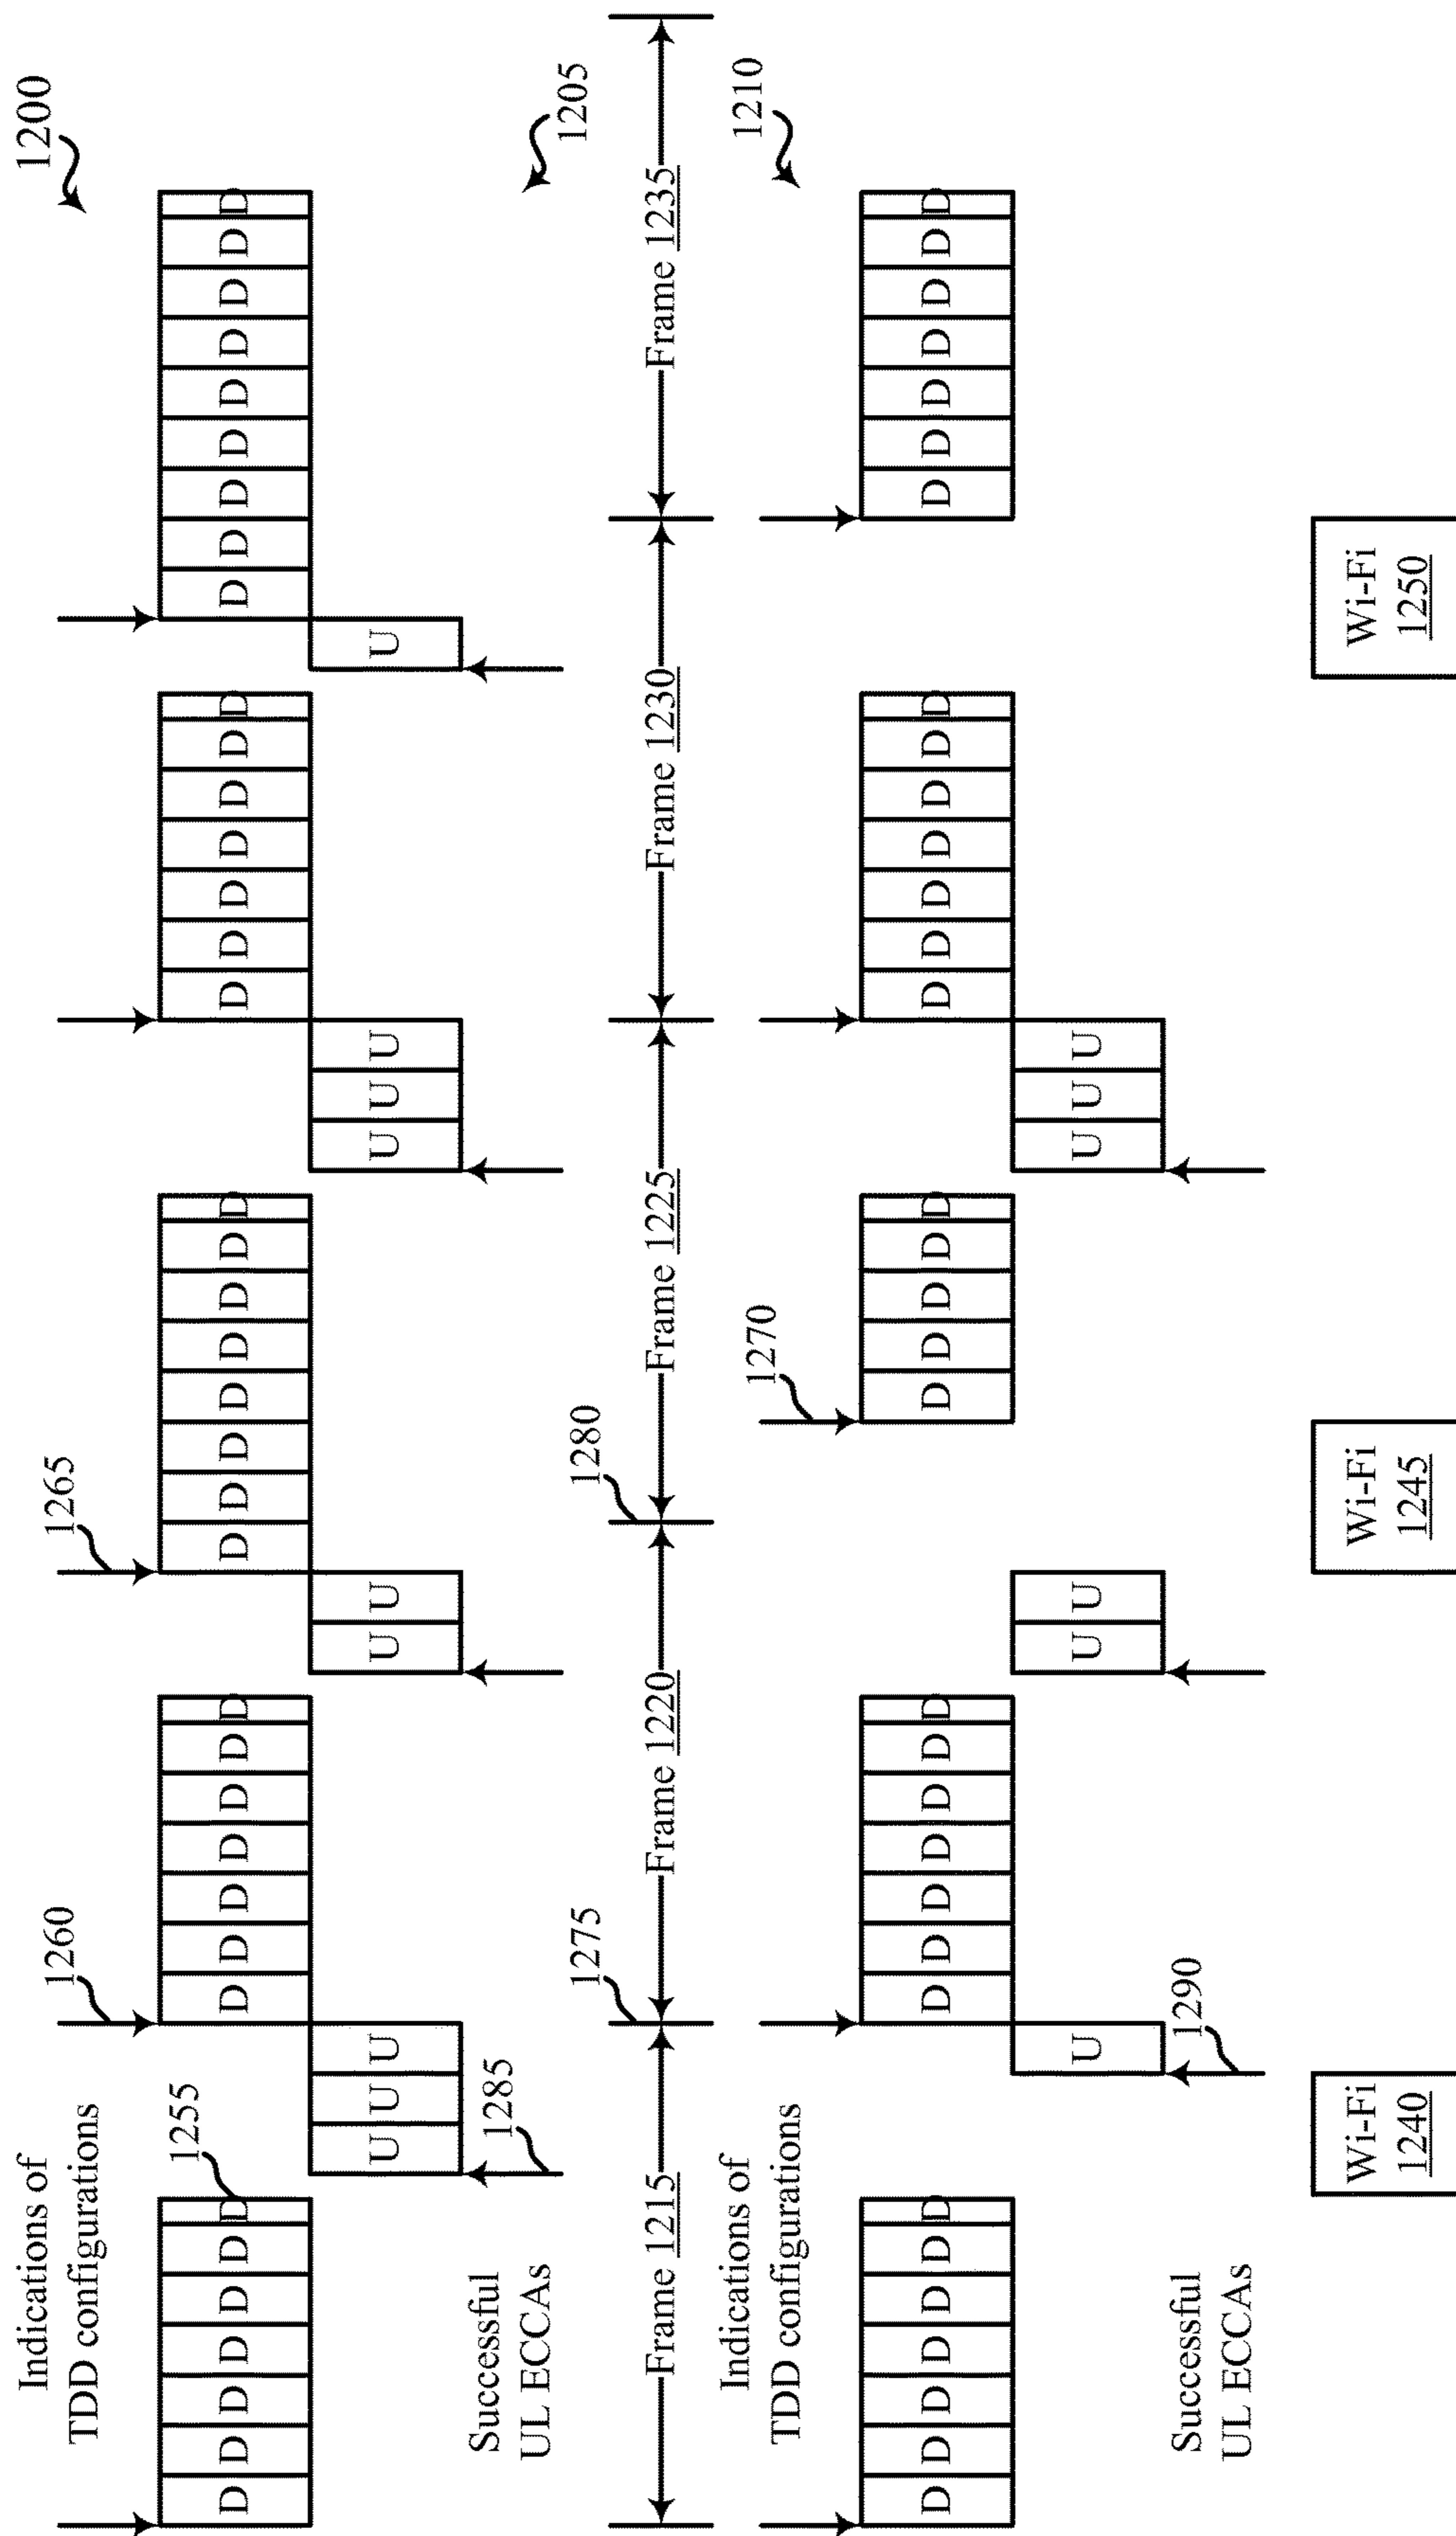 1200
Indications of
TDD configurations
1260
1265
1255
D D D D D D D
D D D D D D D
D D D D D D D D
D D D D D D D
D D D D D D D D D
U U U
U U
U U U
U
Successful
UL ECCAs
1285
1275
1280
1205
Frame 1215
Frame 1220
Frame 1225
Frame 1230
Frame 1235
Indications of
TDD configurations
1270
1210
D D D D D D D
D D D D D D D
D D D D D
D D D D D D D
D D D D D D D
U
U U
U U U
Successful
UL ECCAs
1290
Wi-Fi
1240
Wi-Fi
1245
Wi-Fi
1250